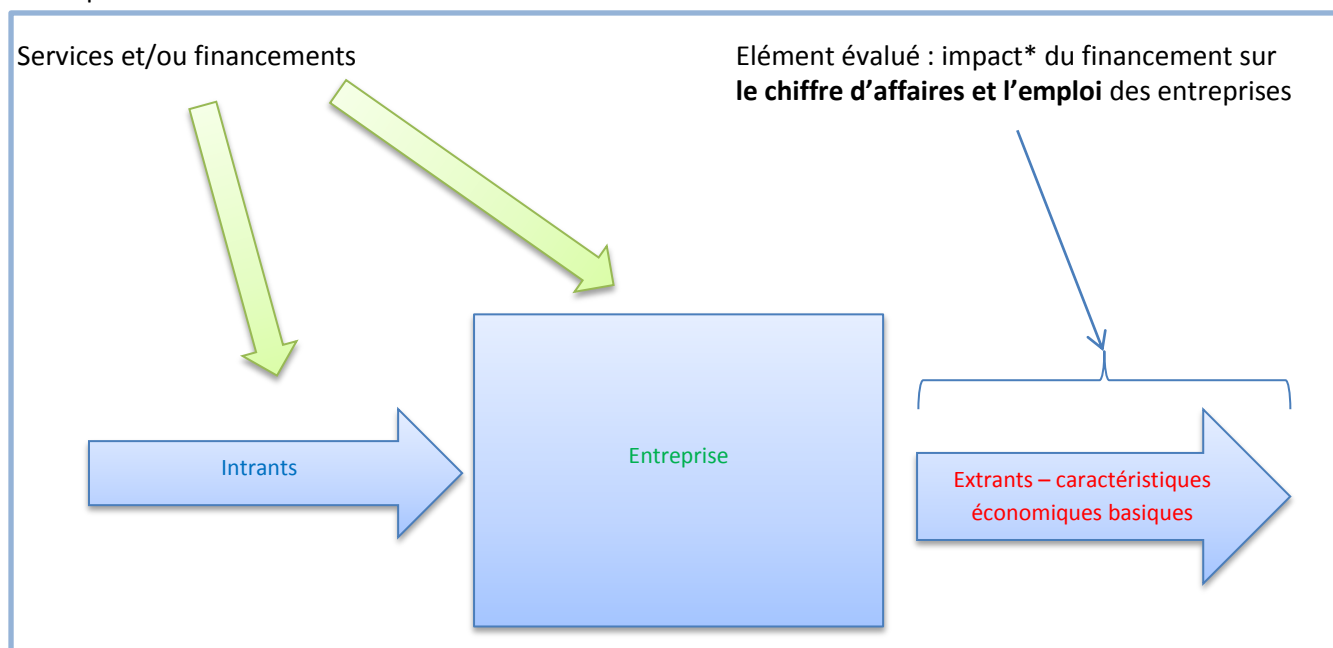 Services et/ou financements
Elément évalué : impact* du financement sur
le chiffre d'affaires et l'emploi des entreprises
Intrants
Entreprise
Extrants – caractéristiques
économiques basiques